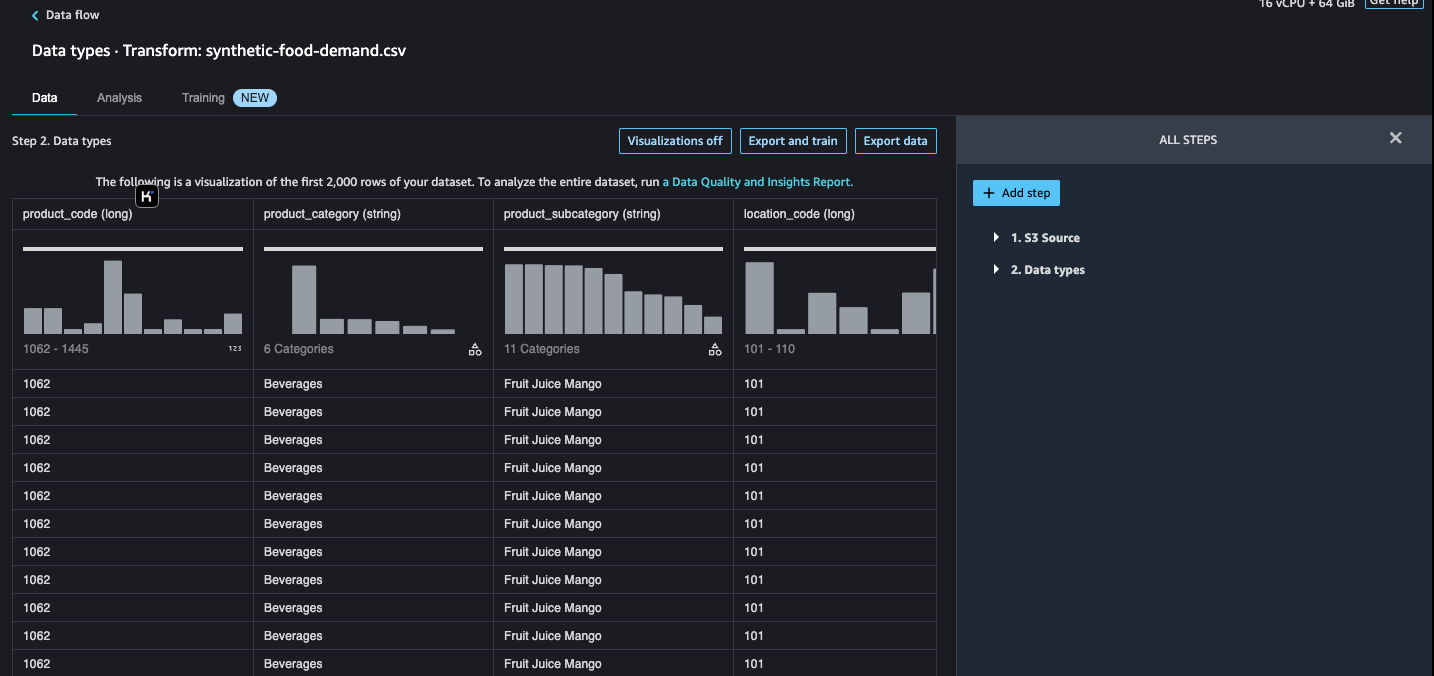 16 vCPU + 64 GiB Get help
Data flow
Data types · Transform: synthetic-food-demand.csv
Data Analysis Training NEW
Step 2. Data types Visualizations off Export and train Export data
ALL STEPS
The following is a visualization of the first 2,000 rows of your dataset. To analyze the entire dataset, run a Data Quality and Insights Report.
K
Add step
product_code (long) product_category (string) product_subcategory (string) location_code (long)
1. S3 Source
2. Data types
1062 - 1445 123 6 Categories 11 Categories 101 - 110
1062 Beverages Fruit Juice Mango 101
1062 Beverages Fruit Juice Mango 101
1062 Beverages Fruit Juice Mango 101
1062 Beverages Fruit Juice Mango 101
1062 Beverages Fruit Juice Mango 101
1062 Beverages Fruit Juice Mango 101
1062 Beverages Fruit Juice Mango 101
1062 Beverages Fruit Juice Mango 101
1062 Beverages Fruit Juice Mango 101
1062 Beverages Fruit Juice Mango 101
1062 Beverages Fruit Juice Mango 101